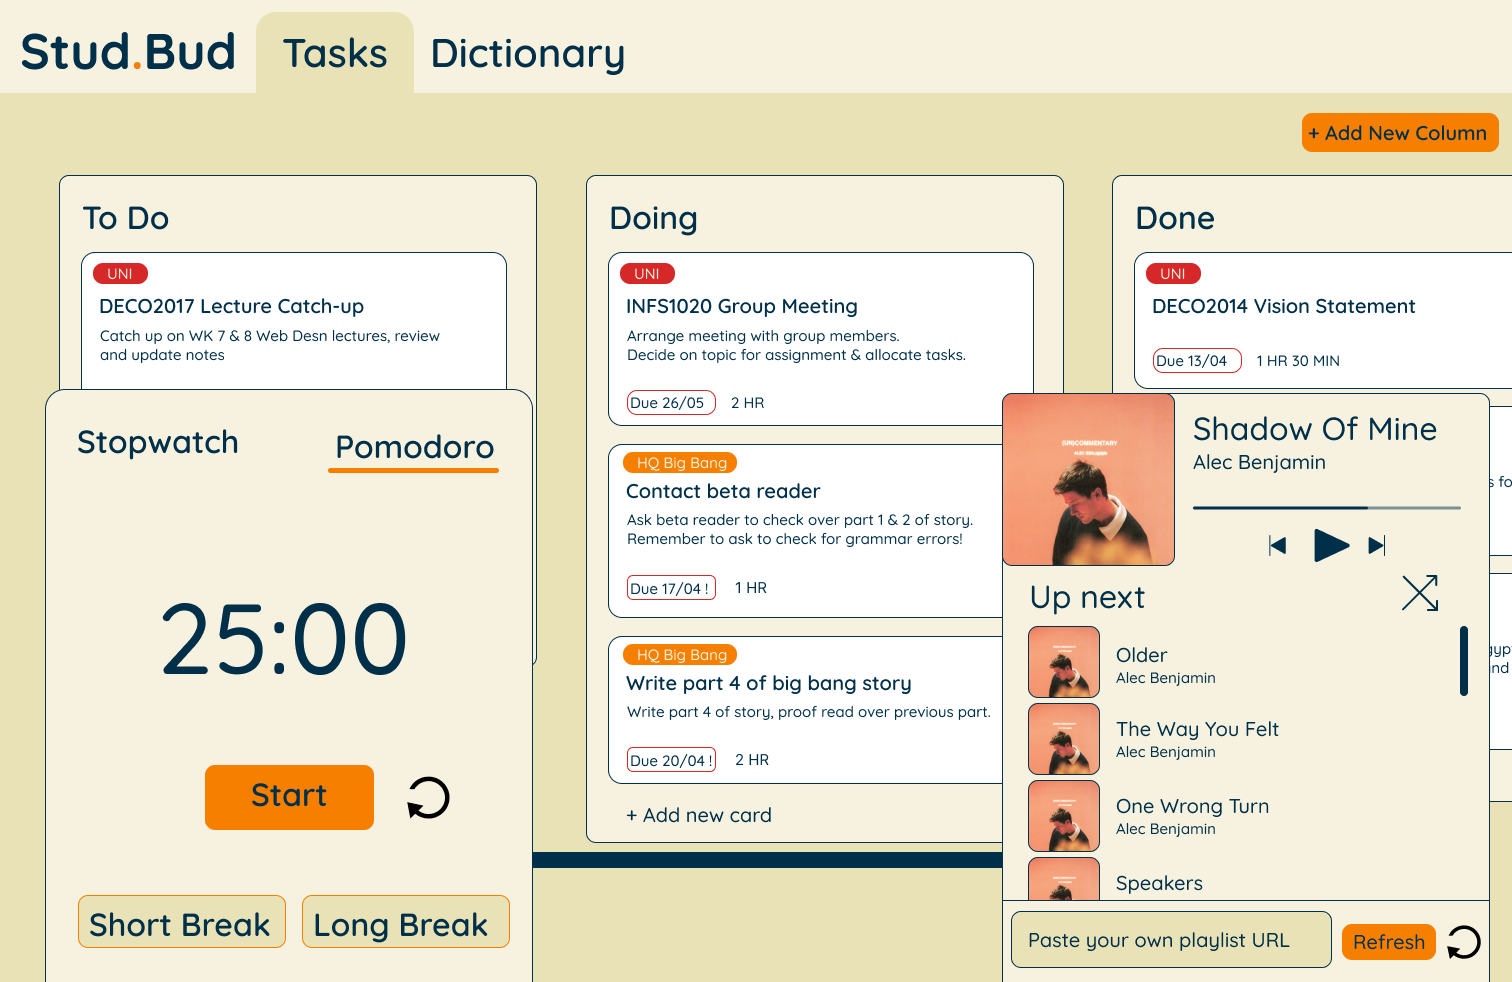 Stud.Bud
Tasks
Dictionary
+ Add New Column
To Do
UNI
DECO2017 Lecture Catch-up
Catch up on WK 7 & 8 Web Desn lectures, review
and update notes
Stopwatch
Pomodoro
25:00
Start
Short Break
Long Break
Doing
UNI
INFS1020 Group Meeting
Arrange meeting with group members.
Decide on topic for assignment & allocate tasks.
Due 26/05
2 HR
HQ Big Bang
Contact beta reader
Ask beta reader to check over part 1 & 2 of story.
Remember to ask to check for grammar errors!
Due 17/04 !
1 HR
HQ Big Bang
Write part 4 of big bang story
Write part 4 of story, proof read over previous part.
Due 20/04 !
2 HR
+ Add new card
Done
UNI
DECO2014 Vision Statement
Due 13/04
1 HR 30 MIN
(UN)COMMENTARY
ALEC BENJAMIN
Shadow Of Mine
Alec Benjamin
Up next
Older
Alec Benjamin
The Way You Felt
Alec Benjamin
One Wrong Turn
Alec Benjamin
Speakers
Paste your own playlist URL
Refresh